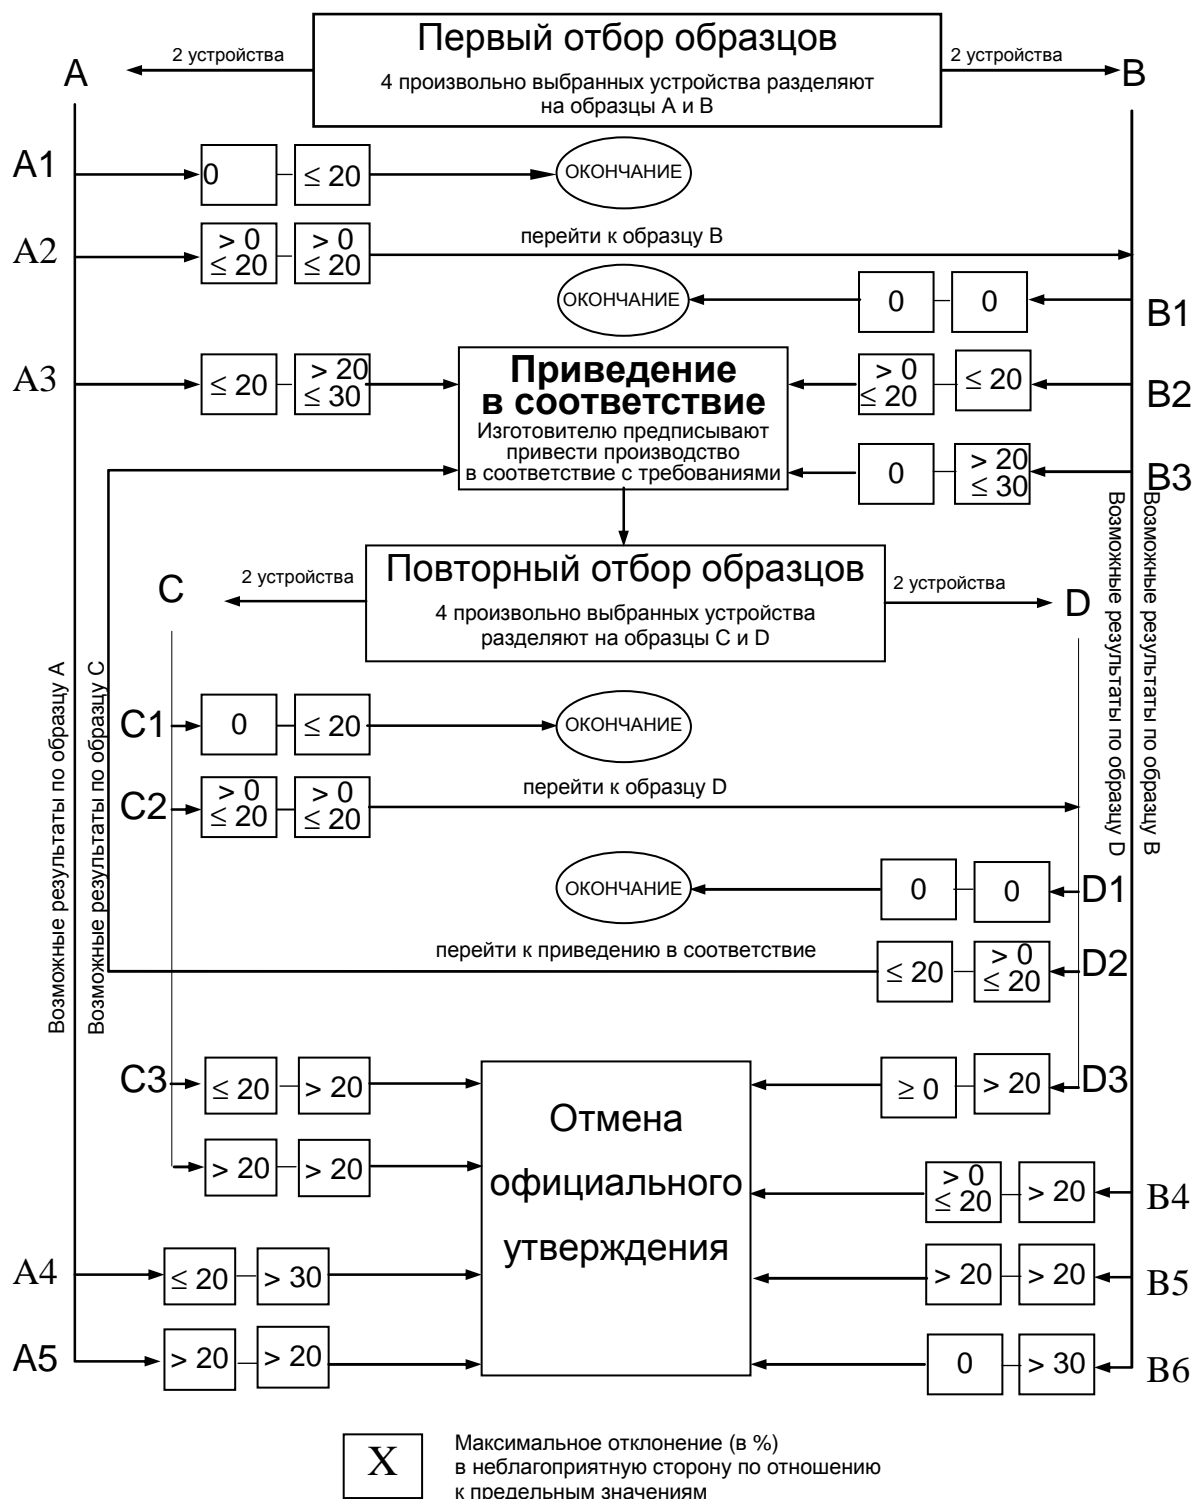 Первый отбор образцов
2 устройства
2 устройства
A
B
4 произвольно выбранных устройства разделяют
на образцы А и В
A1
0
≤ 20
ОКОНЧАНИЕ
A2
> 0
≤ 20
> 0
≤ 20
перейти к образцу В
ОКОНЧАНИЕ
0
0
B1
A3
≤ 20
> 20
≤ 30
Приведение
в соответствие
Изготовителю предписывают
привести производство
в соответствие с требованиями
> 0
≤ 20
≤ 20
B2
0
> 20
≤ 30
B3
Повторный отбор образцов
2 устройства
2 устройства
C
D
4 произвольно выбранных устройства
разделяют на образцы С и D
Возможные результаты по образцу А
Возможные результаты по образцу С
Возможные результаты по образцу D
Возможные результаты по образцу В
C1
0
≤ 20
ОКОНЧАНИЕ
C2
> 0
≤ 20
> 0
≤ 20
перейти к образцу D
ОКОНЧАНИЕ
0
0
D1
перейти к приведению в соответствие
≤ 20
> 0
≤ 20
D2
C3
≤ 20
> 20
Отмена
официального
утверждения
≥ 0
> 20
D3
> 20
> 20
> 0
≤ 20
> 20
B4
A4
≤ 20
> 30
> 20
> 20
B5
A5
> 20
> 20
0
> 30
B6
X
Максимальное отклонение (в %)
в неблагоприятную сторону по отношению
к предельным значениям